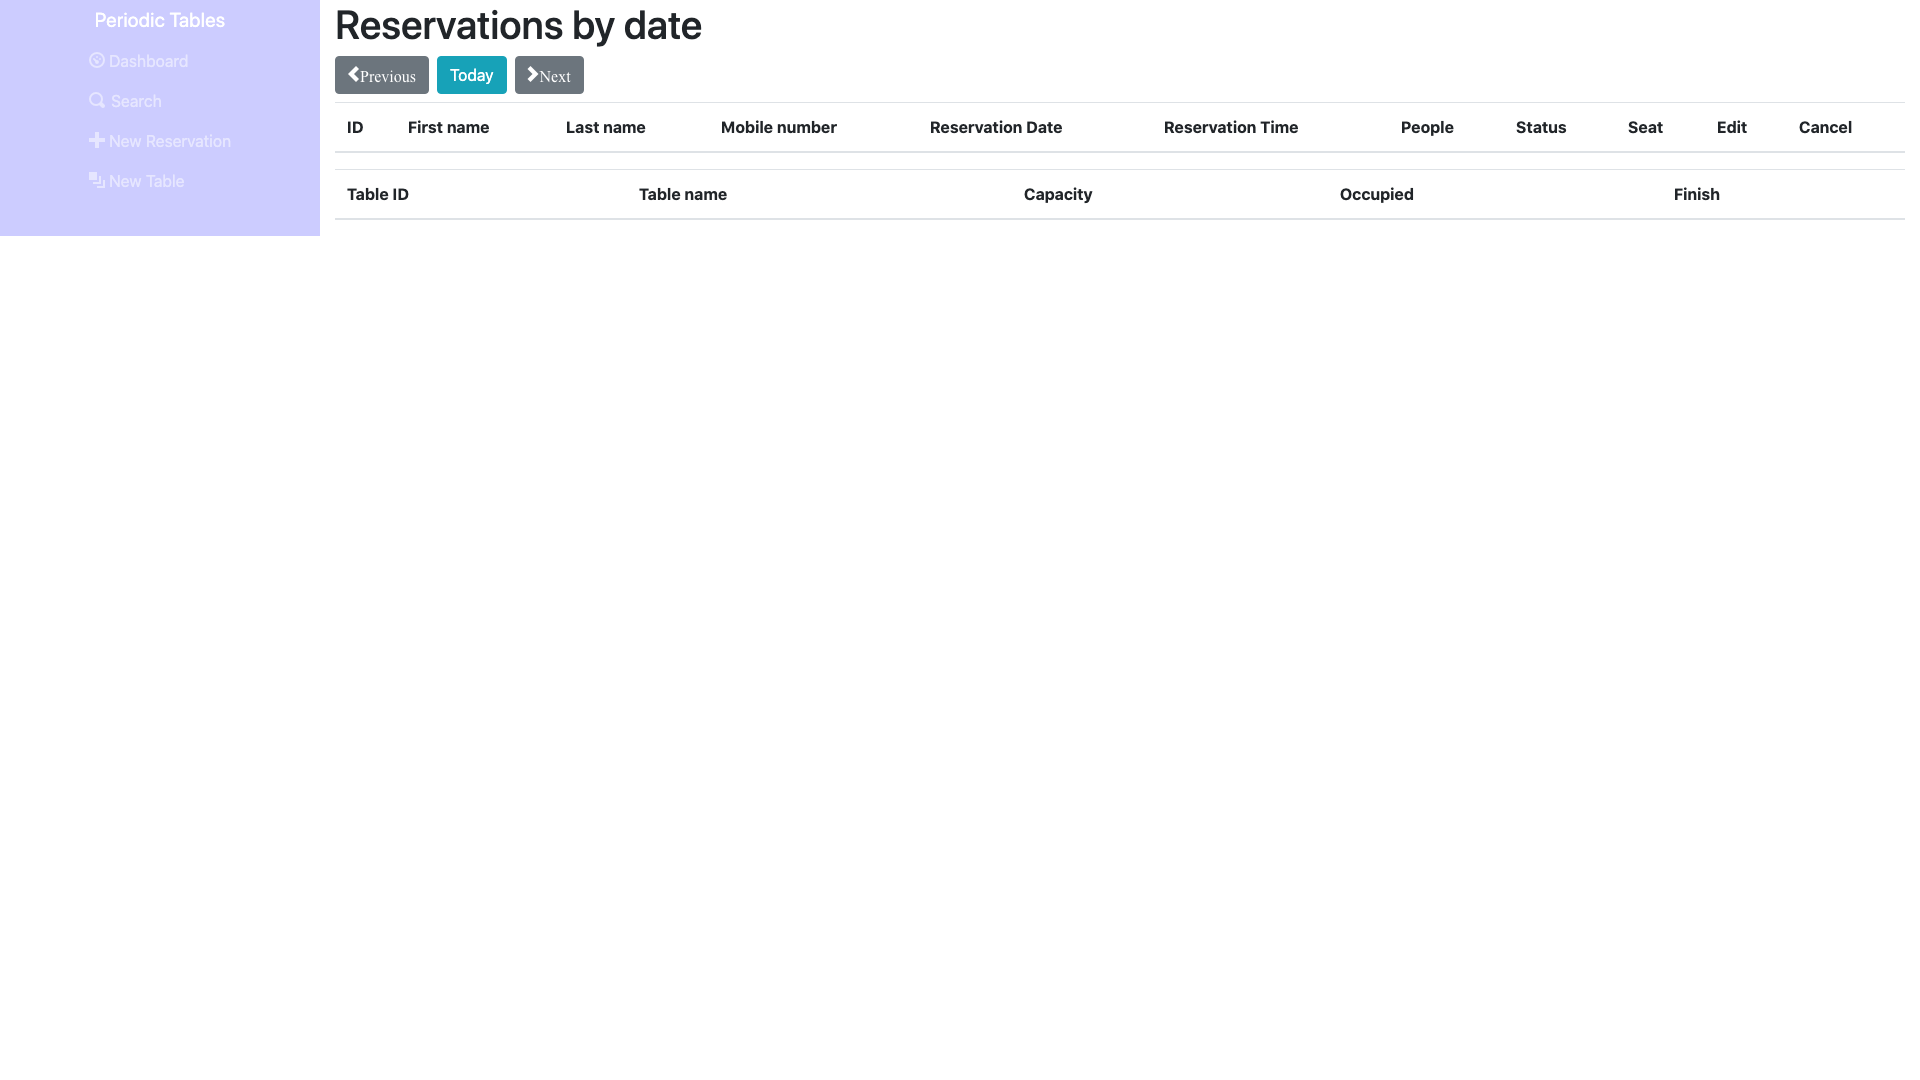 Periodic Tables
Dashboard
Search
New Reservation
New Table
Reservations by date
Previous Today Next
ID First name Last name Mobile number Reservation Date Reservation Time People Status Seat Edit Cancel
Table ID Table name Capacity Occupied Finish